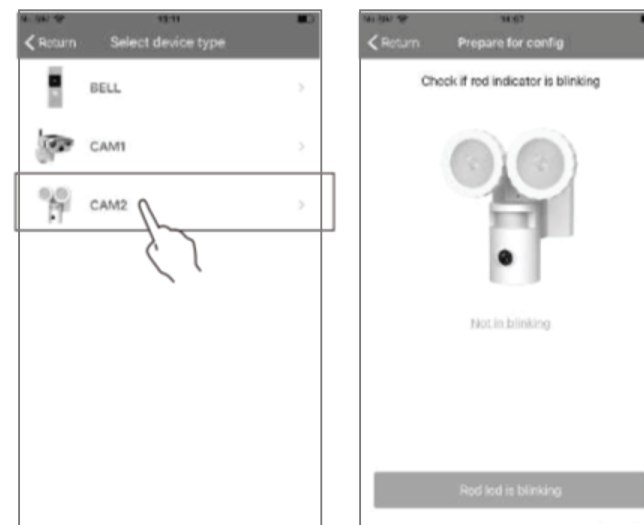 Return Select device type
BELL
CAM1
CAM2
Return Prepare for config
Check if red indicator is blinking
Not in blinking
Red led is blinking